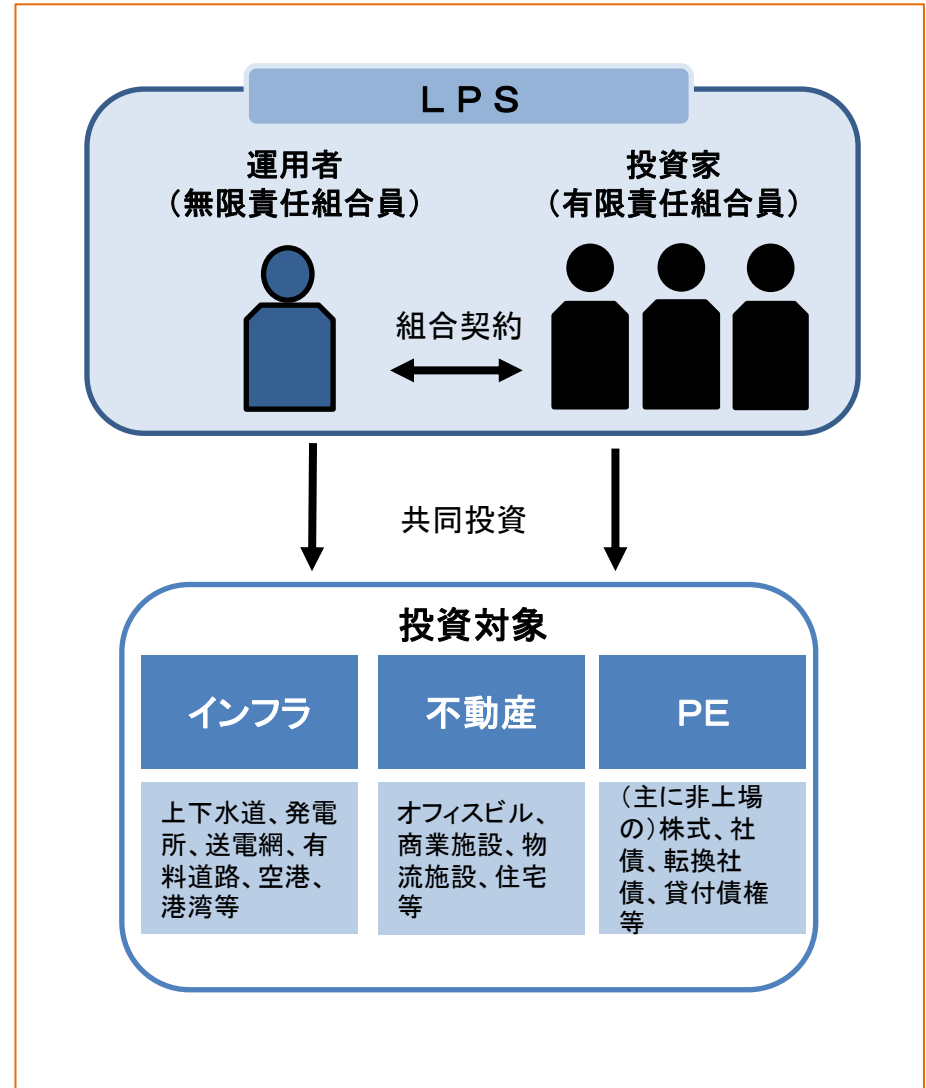 LPS
運用者
（無限責任組合員）
投資家
（有限責任組合員）
組合契約
共同投資
投資対象
インフラ
不動産
PE
上下水道、発電
所、送電網、有
料道路、空港、
港湾等
オフィスビル、
商業施設、物
流施設、住宅
等
（主に非上場
の）株式、社
債、転換社
債、貸付債権
等